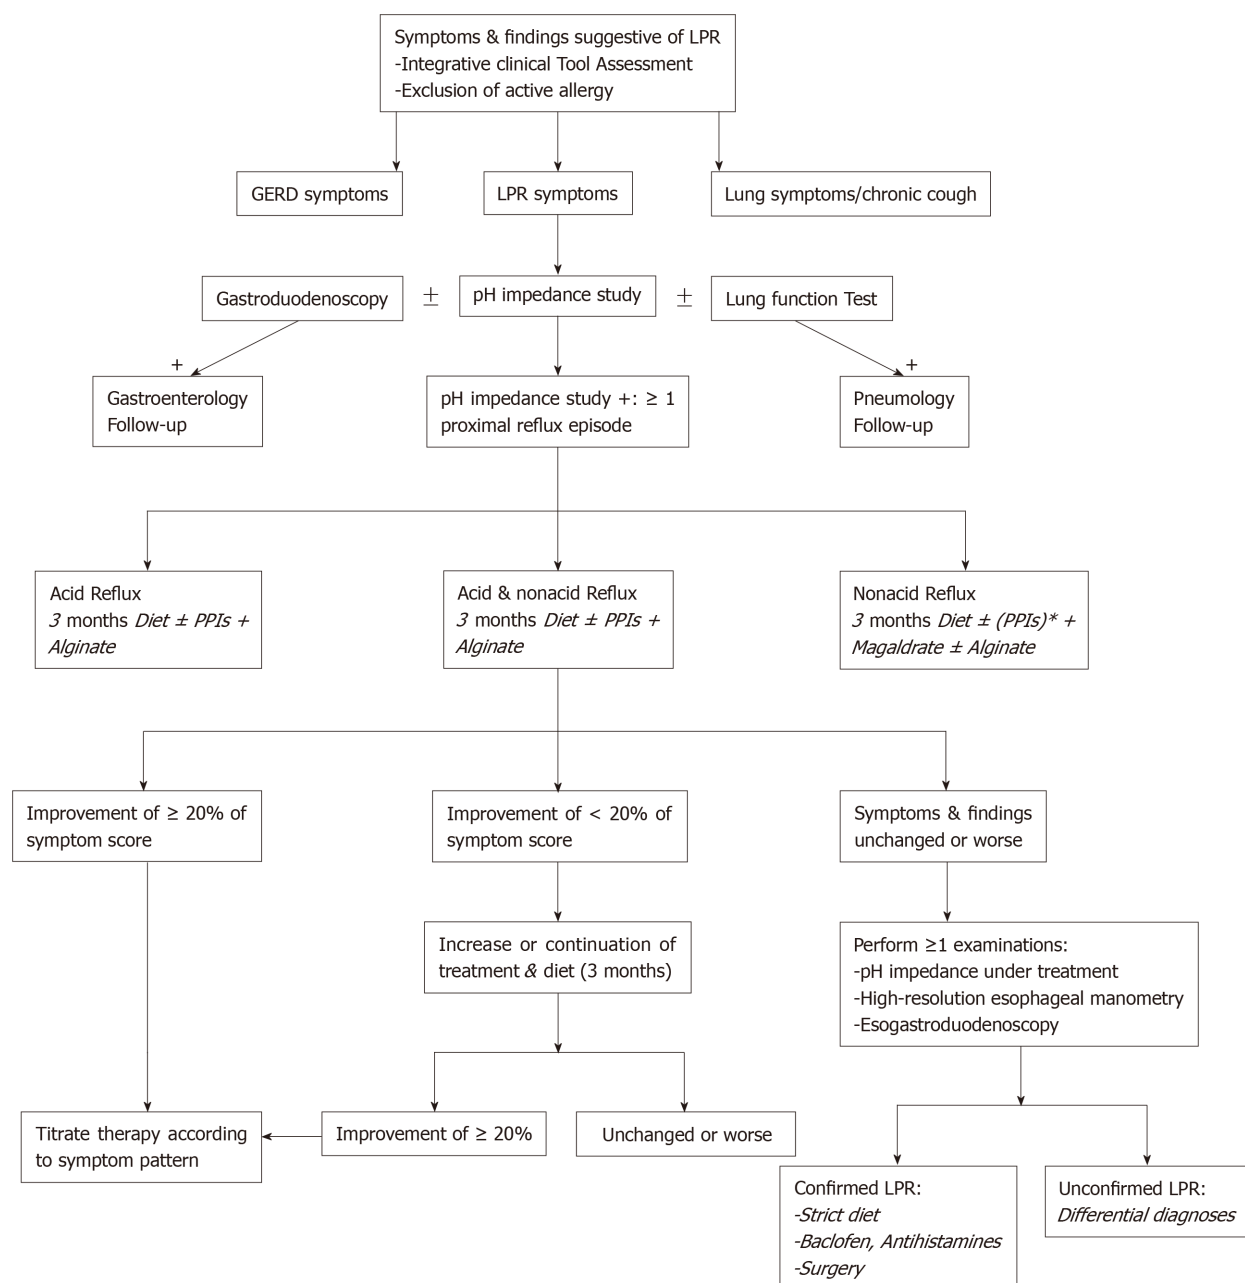 Symptoms & findings suggestive of LPR
-Integrative clinical Tool Assessment
-Exclusion of active allergy
GERD symptoms
LPR symptoms
Lung symptoms/chronic cough
Gastroduodenoscopy
±
pH impedance study
±
Lung function Test
+
+
Gastroenterology
Follow-up
pH impedance study +: ≥ 1
proximal reflux episode
Pneumology
Follow-up
Acid Reflux
3 months Diet ± PPIs +
Alginate
Acid & nonacid Reflux
3 months Diet ± PPIs +
Alginate
Nonacid Reflux
3 months Diet ± (PPIs)* +
Magaldrate ± Alginate
Improvement of ≥ 20% of
symptom score
Improvement of < 20% of
symptom score
Symptoms & findings
unchanged or worse
Increase or continuation of
treatment & diet (3 months)
Perform ≥1 examinations:
-pH impedance under treatment
-High-resolution esophageal manometry
-Esogastroduodenoscopy
Titrate therapy according
to symptom pattern
Improvement of ≥ 20%
Unchanged or worse
Confirmed LPR:
-Strict diet
-Baclofen, Antihistamines
-Surgery
Unconfirmed LPR:
Differential diagnoses